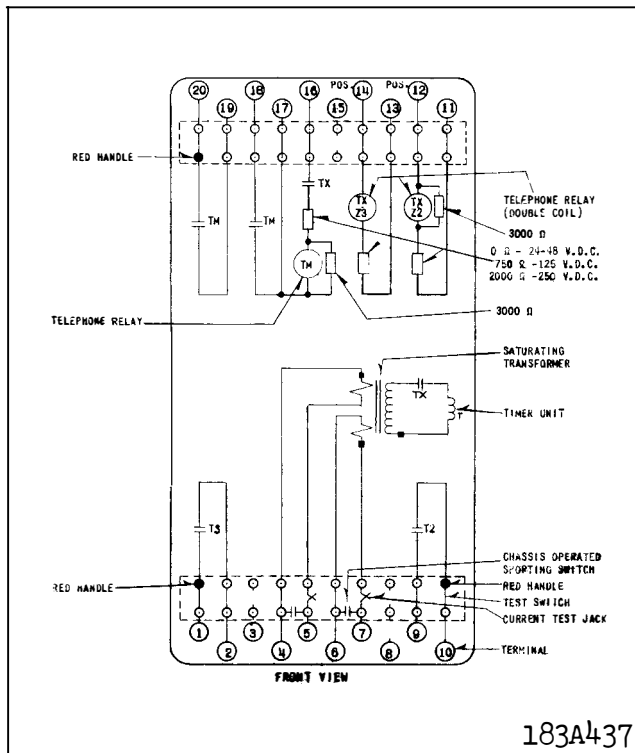 POS. POS.
20 18 16 14 12
19 17 15 13 11
RED HANDLE
TX
TX
Z3
TX
Z2
TELEPHONE RELAY
(DOUBLE COIL)
3000 Ω
TM
TM
0 Ω - 24-48 V.D.C.
750 Ω -125 V.D.C.
2000 Ω -250 V.D.C.
TM
TELEPHONE RELAY
3000 Ω
SATURATING
TRANSFORMER
TX
T
TIMER UNIT
T3
T2
CHASSIS OPERATED
SHORTING SWITCH
RED HANDLE
RED HANDLE
TEST SWITCH
CURRENT TEST JACK
1 3 5 7 9
2 4 6 8 10
TERMINAL
FRONT VIEW
183A437